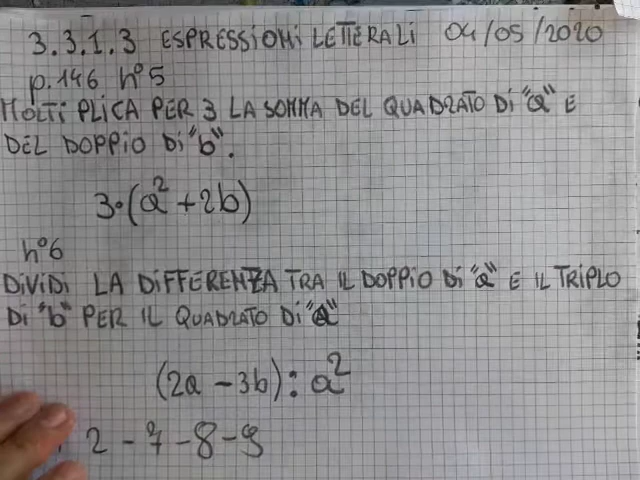 3.3.1.3 ESPRESSIONI LETTERALI 04/05/2020
p.146 n°5
MOLTIPLICA PER 3 LA SOMMA DEL QUADRATO Di "a" E
DEL DOPPIO Di "b".
3•(a²+2b)
n°6
DIVIDI LA DIFFERENZA TRA IL DOPPIO Di "a" E IL TRIPLO
Di "b" PER IL QUADRATO Di "a"
(2a-3b):a²
2-7-8-9